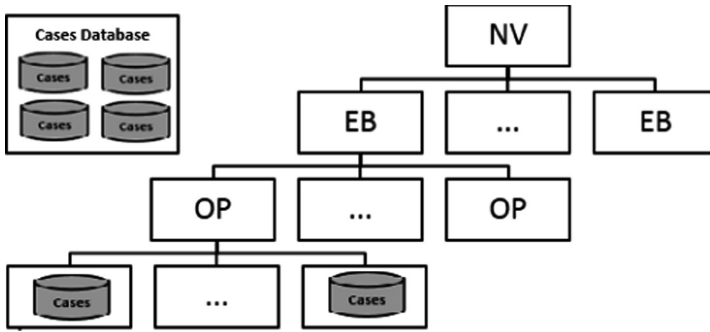 Cases Database
Cases Cases
Cases Cases
NV
EB ... EB
OP ... OP
Cases ... Cases